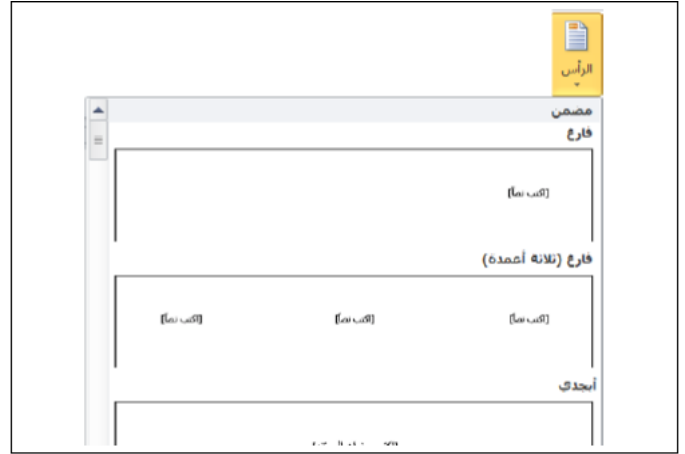 الرأس
مضمن
فارغ
[اكتب نصاً]
فارغ (ثلاثة أعمدة)
[اكتب نصاً] [اكتب نصاً] [اكتب نصاً]
أبجدي